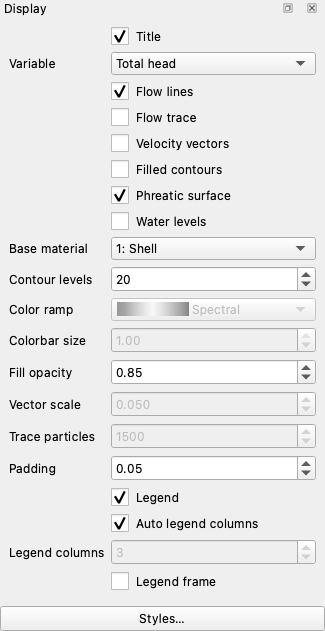 Display
Title
Variable Total head
Flow lines
Flow trace
Velocity vectors
Filled contours
Phreatic surface
Water levels
Base material 1: Shell
Contour levels 20
Color ramp Spectral
Colorbar size 1.00
Fill opacity 0.85
Vector scale 0.050
Trace particles 1500
Padding 0.05
Legend
Auto legend columns
Legend columns 3
Legend frame
Styles...